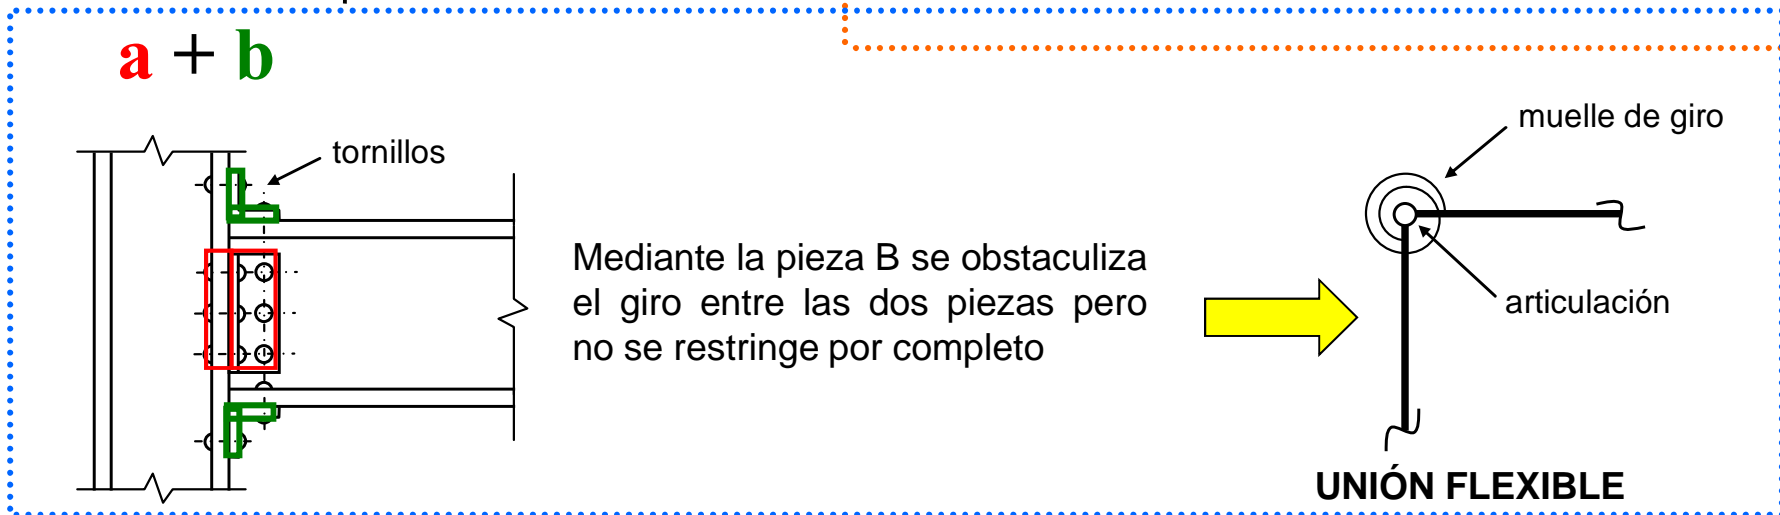 a + b
tornillos
Mediante la pieza B se obstaculiza
el giro entre las dos piezas pero
no se restringe por completo
muelle de giro
articulación
UNIÓN FLEXIBLE